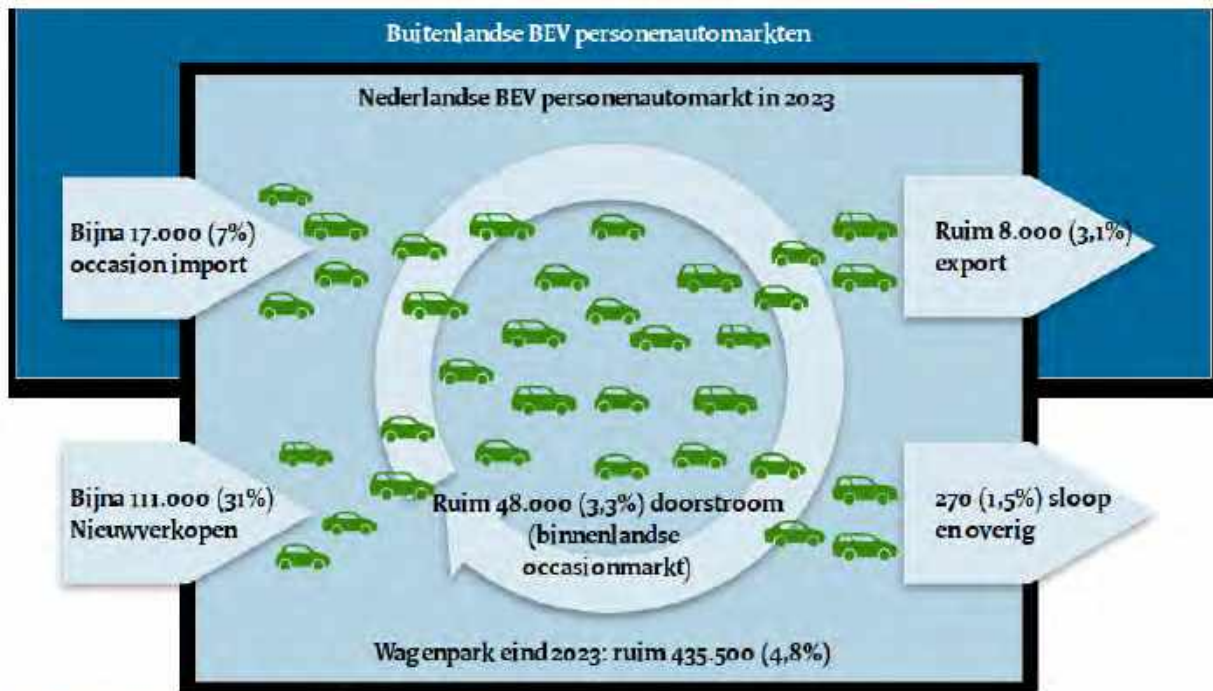 Buitenlandse BEV personenautomarkten
Nederlandse BEV personenautomarkt in 2023
Bijna 17.000 (7%)
occasion import
Ruim 8.000 (3,1%)
export
Bijna 111.000 (31%)
Nieuwverkopen
Ruim 48.000 (3,3%) doorstroom
(binnenlandse
occasionmarkt)
270 (1,5%) sloop
en overig
Wagenpark eind 2023: ruim 435.500 (4,8%)